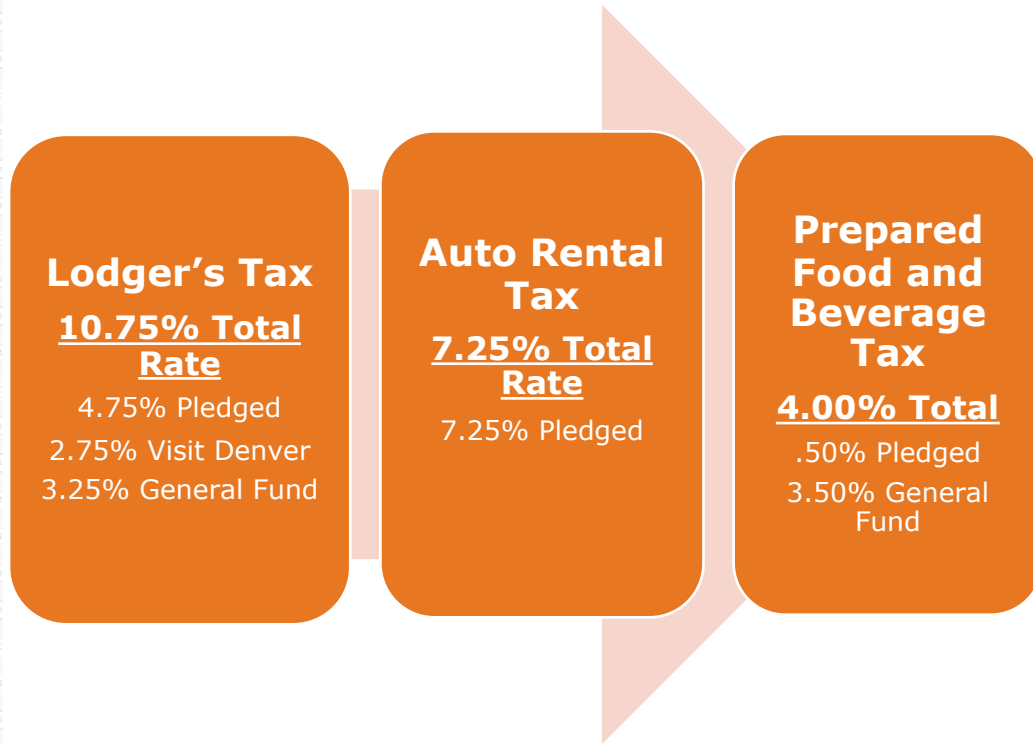 Lodger’s Tax
10.75% Total
Rate
4.75% Pledged
2.75% Visit Denver
3.25% General Fund
Auto Rental
Tax
7.25% Total
Rate
7.25% Pledged
Prepared
Food and
Beverage
Tax
4.00% Total
.50% Pledged
3.50% General
Fund